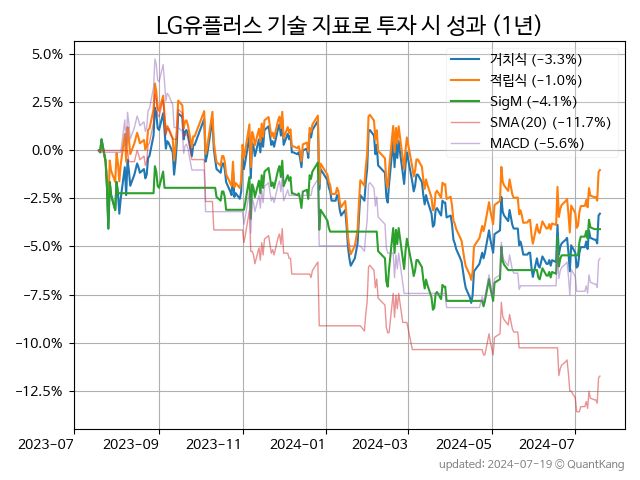 LG유플러스 기술 지표로 투자 시 성과 (1년)
5.0%
2.5%
0.0%
−2.5%
−5.0%
−7.5%
−10.0%
−12.5%
거치식 (−3.3%)
적립식 (−1.0%)
SigM (−4.1%)
SMA(20) (−11.7%)
MACD (−5.6%)
2023-07
2023-09
2023-11
2024-01
2024-03
2024-05
2024-07
updated: 2024-07-19 © QuantKang